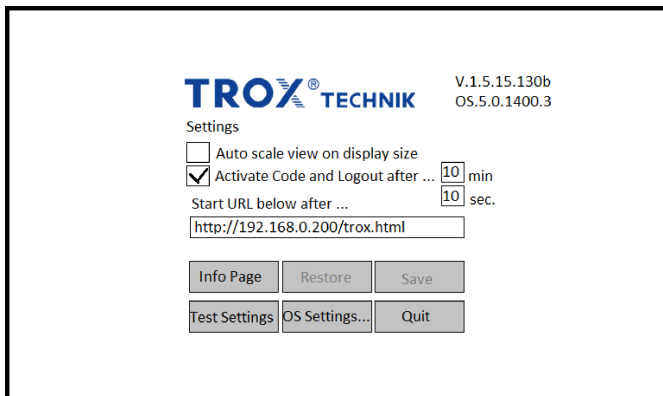 TROX® TECHNIK
V.1.5.15.130b
OS.5.0.1400.3
Settings
Auto scale view on display size
Activate Code and Logout after ... 10 min
Start URL below after ... 10 sec.
http://192.168.0.200/trox.html
Info Page Restore Save
Test Settings OS Settings... Quit